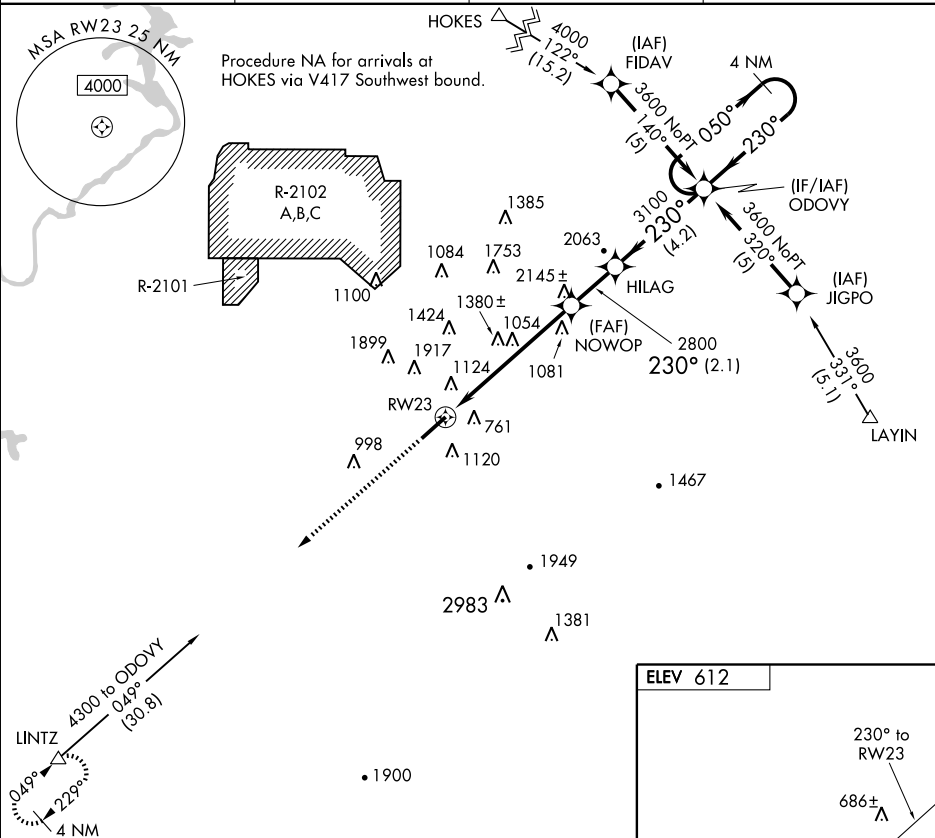 MSA RW23 25 NM
4000
Procedure NA for arrivals at
HOKES via V417 Southwest bound.
HOKES
4000
122°
(15.2)
(IAF)
FIDAV
4 NM
3600 NoPT
140°
(5)
050°
230°
(IF/IAF)
ODOVY
R-2102
A,B,C
R-2101
1100
1385
1084
1753
2063
3100
230°
(4.2)
3600 NoPT
320°
(5)
(IAF)
JIGPO
2145±
HILAG
1380±
1424
1054
(FAF)
NOWOP
1081
2800
230° (2.1)
1899
1917
1124
3600
331°
(5.1)
LAYIN
RW23
761
998
1120
1467
1949
2983
1381
4300 to ODOVY
049°
(30.8)
LINTZ
049°
229°
4 NM
1900
ELEV 612
230° to
RW23
686±